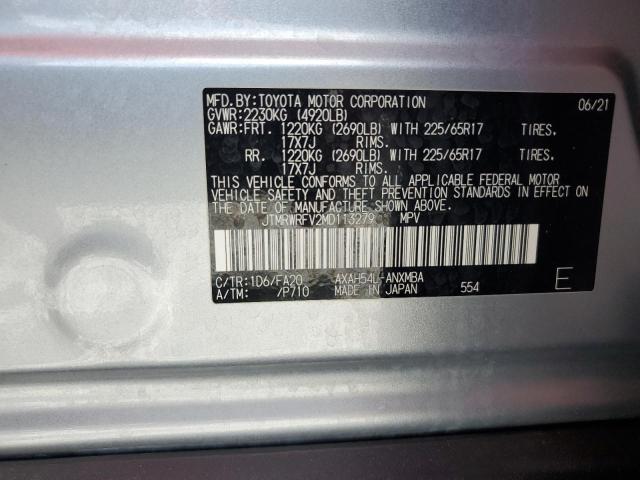 MFD.BY:TOYOTA MOTOR CORPORATION 06/21
GVWR:2230KG (4920LB)
GAWR:FRT. 1220KG (2690LB) WITH 225/65R17 TIRES.
17X7J RIMS.
RR. 1220KG (2690LB) WITH 225/65R17 TIRES.
17X7J RIMS.
THIS VEHICLE CONFORMS TO ALL APPLICABLE FEDERAL MOTOR
VEHICLE SAFETY AND THEFT PREVENTION STANDARDS IN EFFECT ON
THE DATE OF MANUFACTURE SHOWN ABOVE.
JTMRWRFV2MD113279 MPV
C/TR:1D6/FA20 AXAH54L-ANXMBA
A/TM: /P710 MADE IN JAPAN 554 E